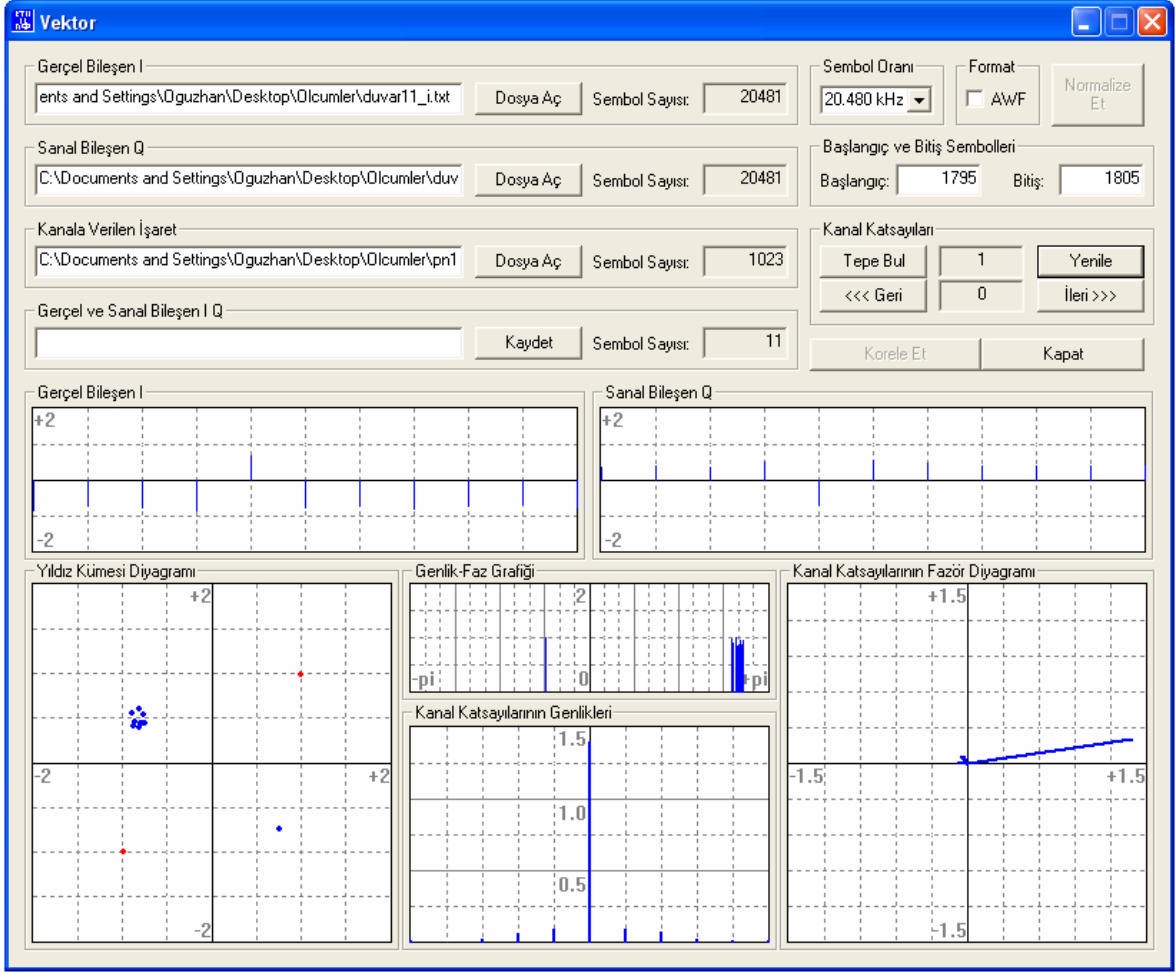 Vektor
Gerçel Bileşen I
ents and Settings\Oguzhan\Desktop\Olcumler\duvar11_i.txt
Dosya Aç
Sembol Sayısı:
20481
Sembol Oranı
20.480 kHz
Format
AWF
Normalize
Et
Sanal Bileşen Q
C:\Documents and Settings\Oguzhan\Desktop\Olcumler\duv
Dosya Aç
Sembol Sayısı:
20481
Başlangıç ve Bitiş Sembolleri
Başlangıç:
1795
Bitiş:
1805
Kanala Verilen İşaret
C:\Documents and Settings\Oguzhan\Desktop\Olcumler\pn1
Dosya Aç
Sembol Sayısı:
1023
Kanal Katsayıları
Tepe Bul
1
Yenile
<<< Geri
0
İleri >>>
Gerçel ve Sanal Bileşen I Q
Kaydet
Sembol Sayısı:
11
Korele Et
Kapat
Gerçel Bileşen I
+2
-2
Sanal Bileşen Q
+2
-2
Yıldız Kümesi Diyagramı
+2
-2
+2
-2
Genlik-Faz Grafiği
2
-pi
0
+pi
Kanal Katsayılarının Genlikleri
1.5
1.0
0.5
Kanal Katsayılarının Fazör Diyagramı
+1.5
-1.5
+1.5
-1.5